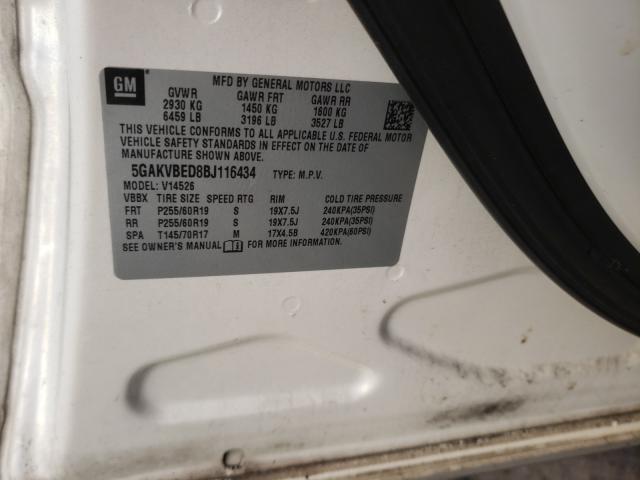 GM
MFD BY GENERAL MOTORS LLC
GVWR GAWR FRT GAWR RR
2930 KG 1450 KG 1600 KG
6459 LB 3196 LB 3527 LB
THIS VEHICLE CONFORMS TO ALL APPLICABLE U.S. FEDERAL MOTOR
VEHICLE SAFETY STANDARDS IN EFFECT ON THE DATE OF
MANUFACTURE SHOWN ABOVE.
5GAKVBED8BJ116434 TYPE: M.P.V.
MODEL: V14526
VBBX TIRE SIZE SPEED RTG RIM COLD TIRE PRESSURE
FRT P255/60R19 S 19X7.5J 240KPA(35PSI)
RR P255/60R19 S 19X7.5J 240KPA(35PSI)
SPA T145/70R17 M 17X4.5B 420KPA(60PSI)
SEE OWNER'S MANUAL FOR MORE INFORMATION.